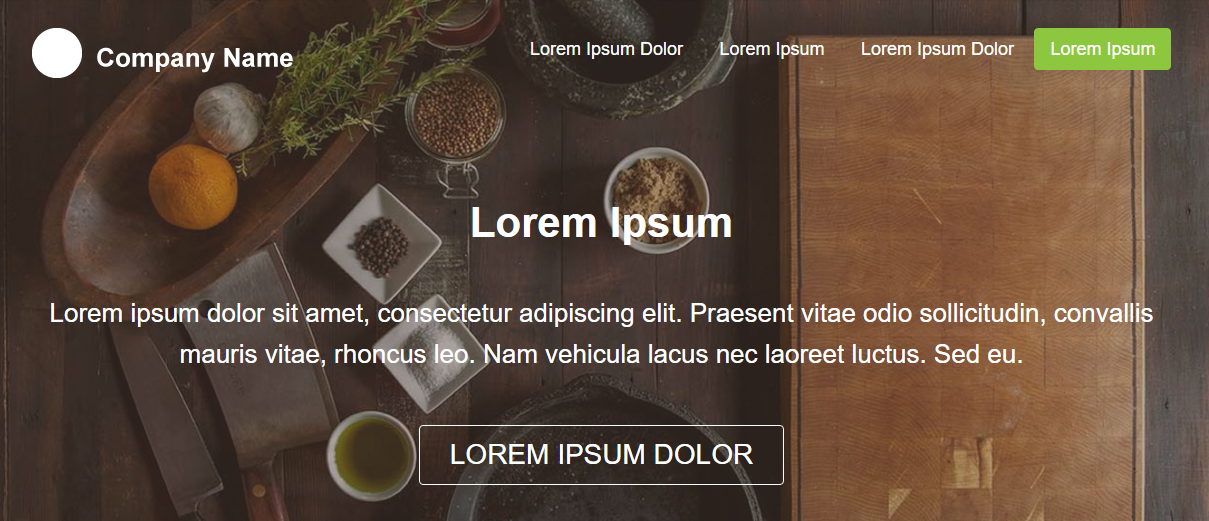 Company Name
Lorem Ipsum Dolor
Lorem Ipsum
Lorem Ipsum Dolor
Lorem Ipsum
Lorem Ipsum
Lorem ipsum dolor sit amet, consectetur adipiscing elit. Praesent vitae odio sollicitudin, convallis
mauris vitae, rhoncus leo. Nam vehicula lacus nec laoreet luctus. Sed eu.
LOREM IPSUM DOLOR